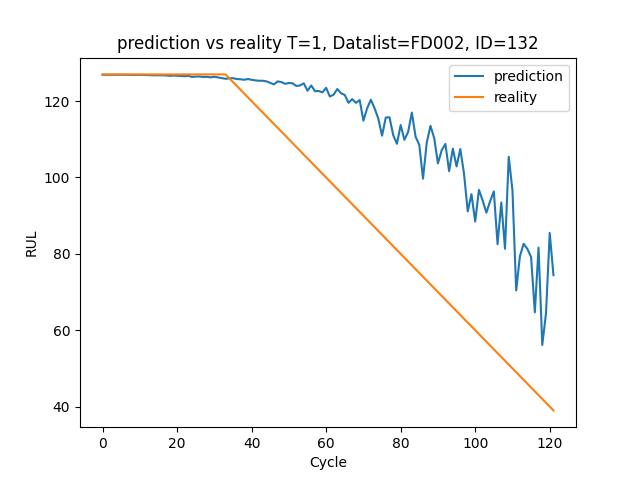 prediction vs reality T=1, Datalist=FD002, ID=132
prediction
reality
RUL
120
100
80
60
40
0 20 40 60 80 100 120
Cycle